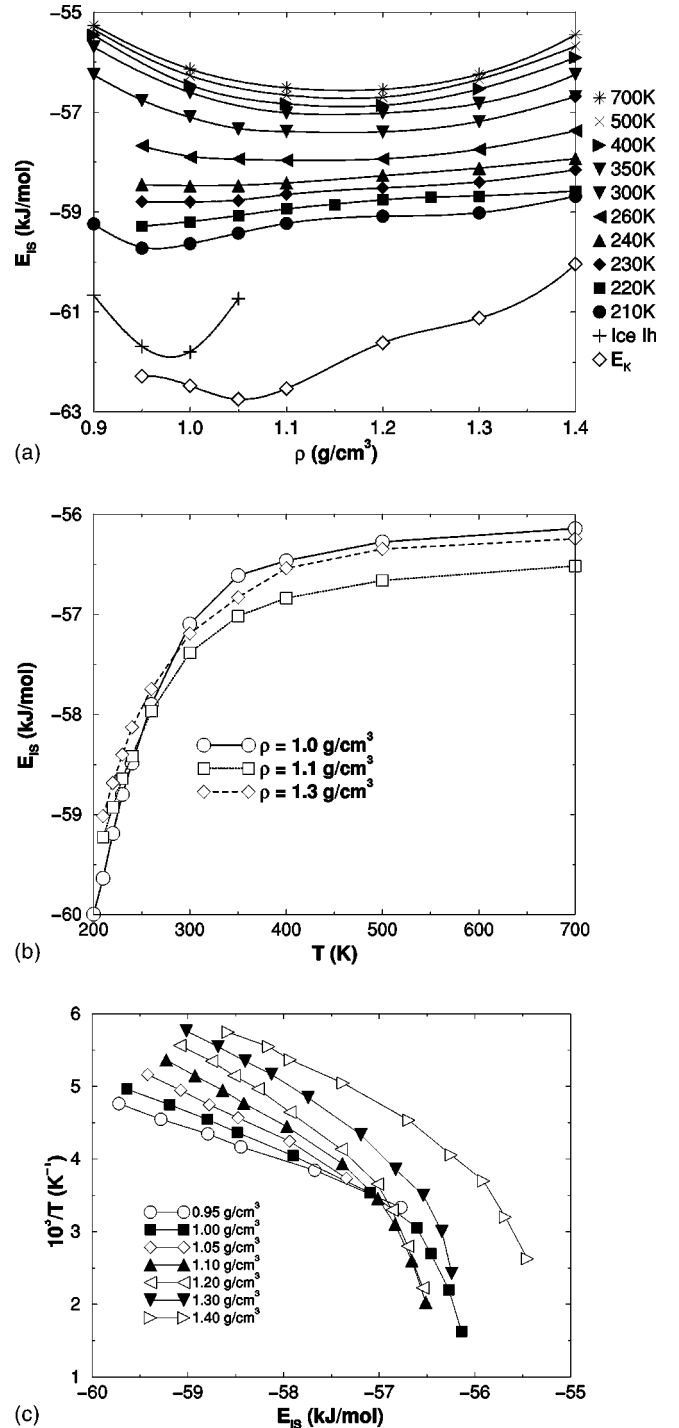 −55
−57
−59
−61
−63
E_IS (kJ/mol)
0.9 1.0 1.1 1.2 1.3 1.4
ρ (g/cm³)
700K
500K
400K
350K
300K
260K
240K
230K
220K
210K
Ice Ih
E_K
(a)
−56
−57
−58
−59
−60
E_IS (kJ/mol)
ρ = 1.0 g/cm³
ρ = 1.1 g/cm³
ρ = 1.3 g/cm³
200 300 400 500 600 700
T (K)
(b)
6
5
4
3
2
1
10³/T (K⁻¹)
0.95 g/cm³
1.00 g/cm³
1.05 g/cm³
1.10 g/cm³
1.20 g/cm³
1.30 g/cm³
1.40 g/cm³
−60 −59 −58 −57 −56 −55
E_IS (kJ/mol)
(c)